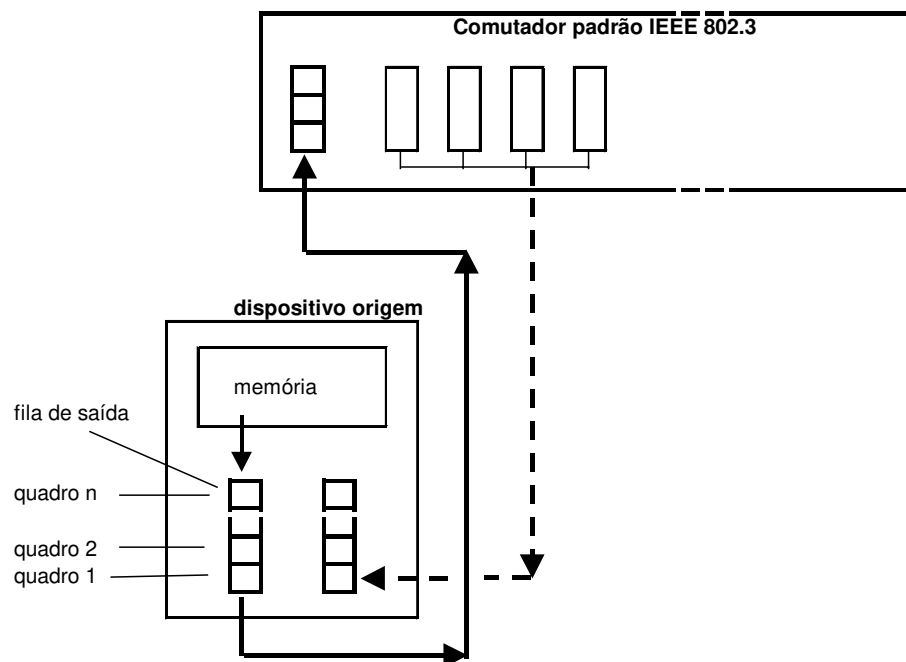 Comutador padrão IEEE 802.3
dispositivo origem
memória
fila de saída
quadro n
quadro 2
quadro 1